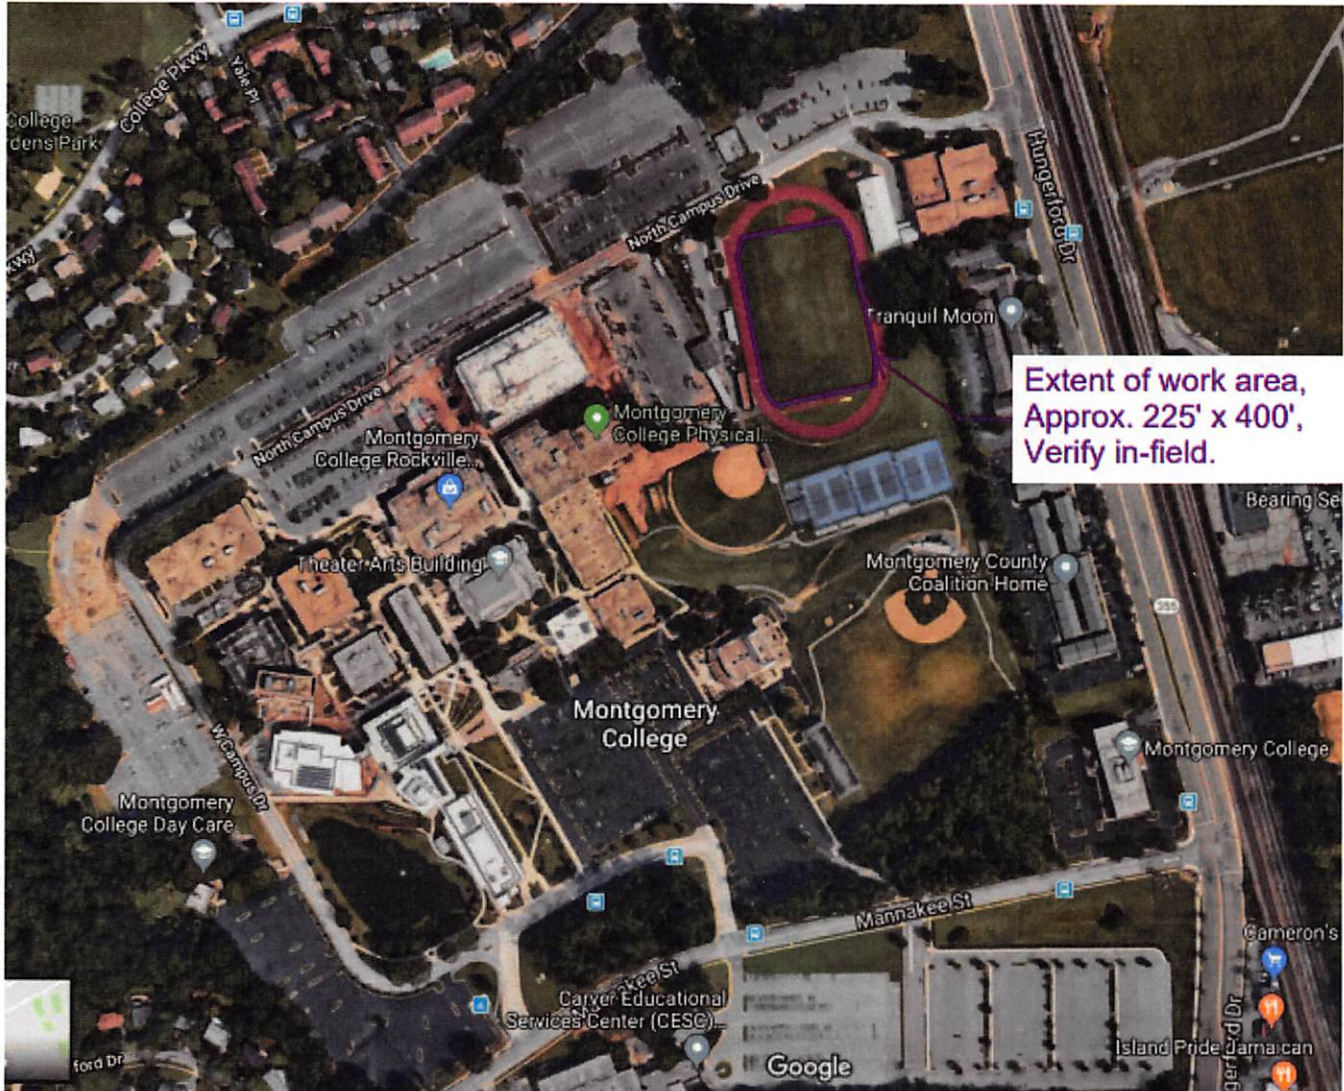 College Pkwy
Yale Pl
College
dens Park
kwy
Hungerford Dr
North Campus Drive
Tranquil Moon
Extent of work area,
Approx. 225' x 400',
Verify in-field.
North Campus Drive
Montgomery
College Physical...
Montgomery
College Rockville...
Bearing Se
Theater Arts Building
Montgomery County
Coalition Home
355
Montgomery
College
W Campus Dr
Montgomery College
Montgomery
College Day Care
Mannakee St
Cameron's
Mannakee St
Carver Educational
Services Center (CESC)...
Island Pride Jamaican
gerford Dr
ford Dr
Google